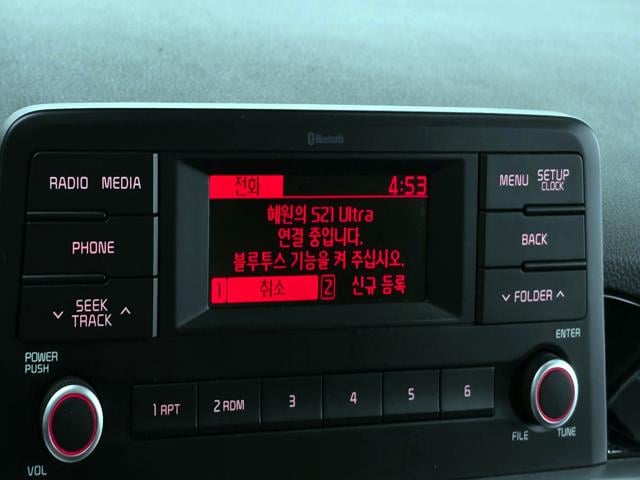 Bluetooth
RADIO MEDIA
전화 4:53
MENU SETUP
CLOCK
혜원의 S21 Ultra
연결 중입니다.
블루투스 기능을 켜 주십시오.
1 취소 2 신규 등록
PHONE
BACK
SEEK
TRACK
FOLDER
POWER
PUSH
ENTER
1 RPT 2 RDM 3 4 5 6
VOL
FILE TUNE